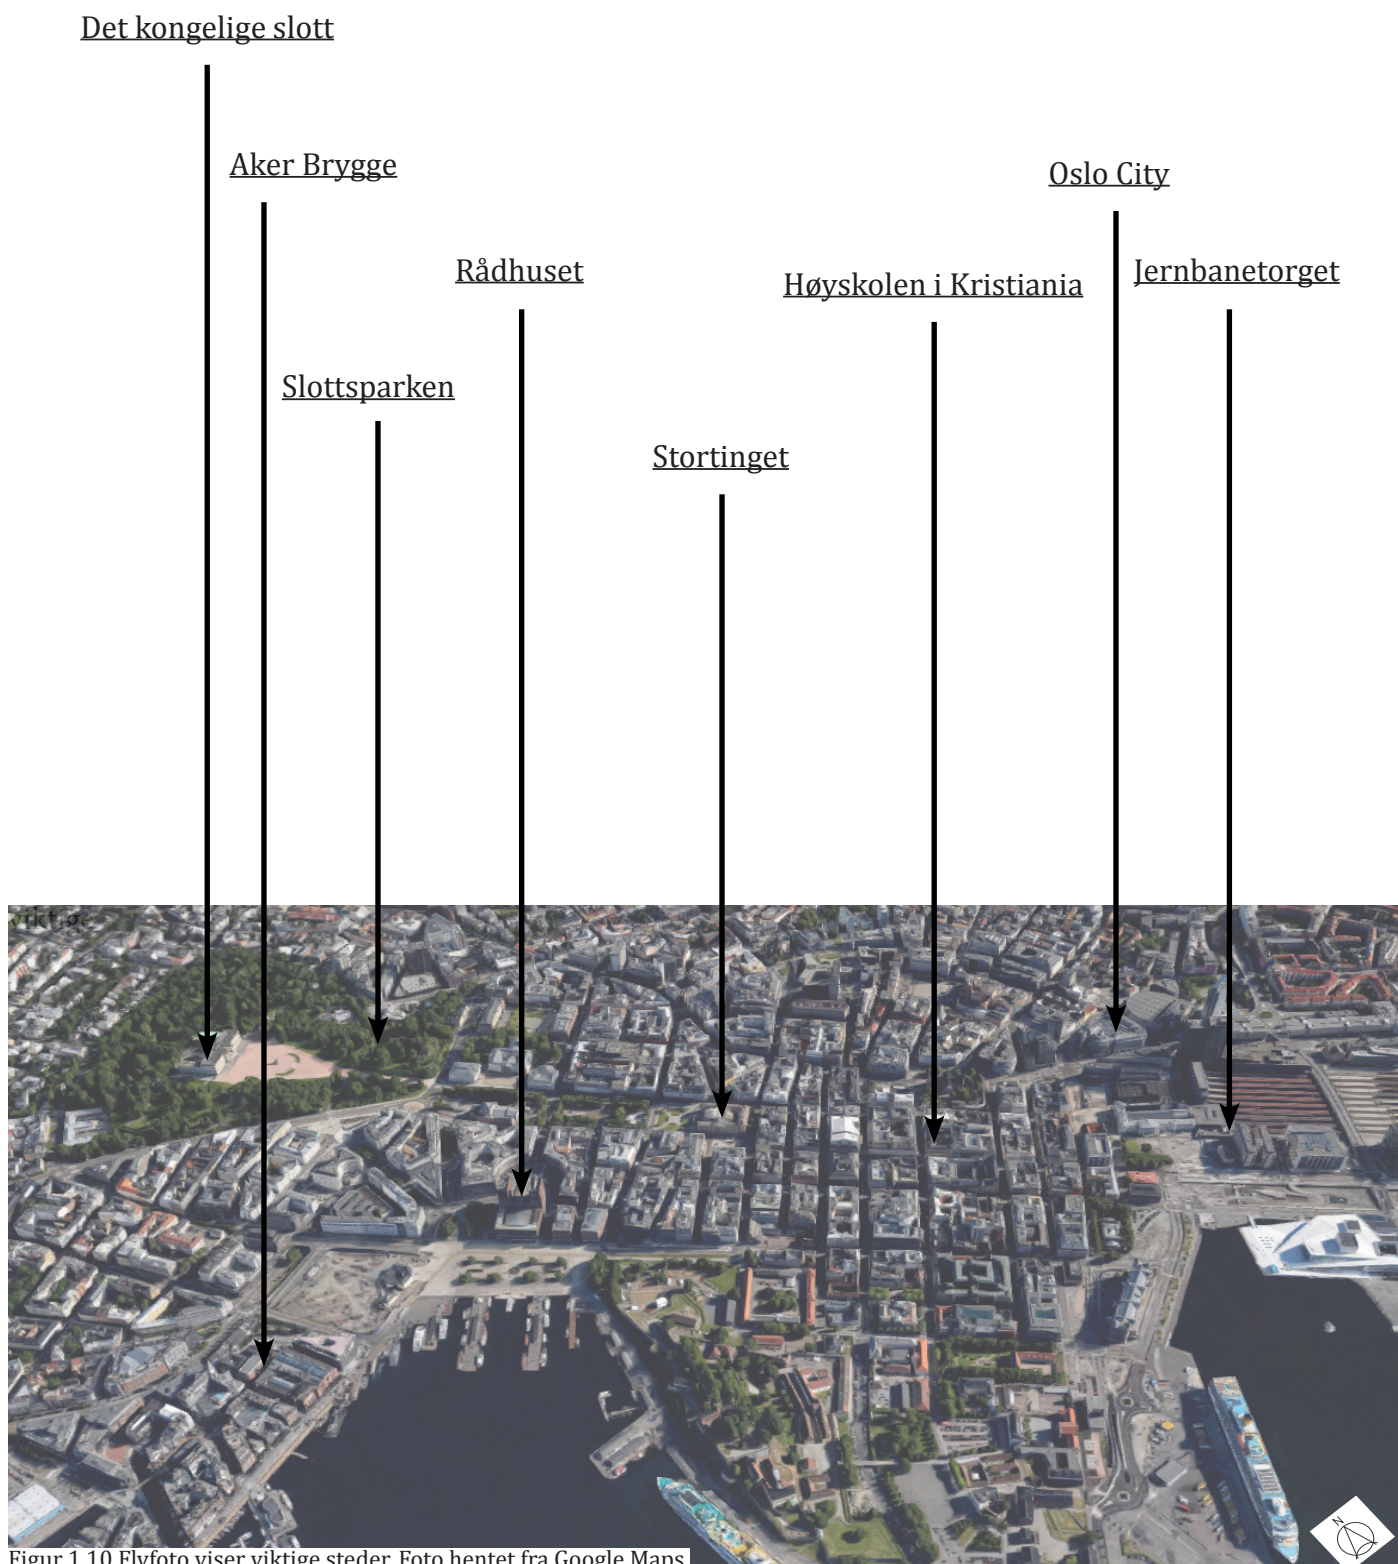 Det kongelige slott
Aker Brygge
Oslo City
Rådhuset
Høyskolen i Kristiania
Jernbanetorget
Slottsparken
Stortinget
viktige
N
Figur 1.10 Flyfoto viser viktige steder. Foto hentet fra Google Maps